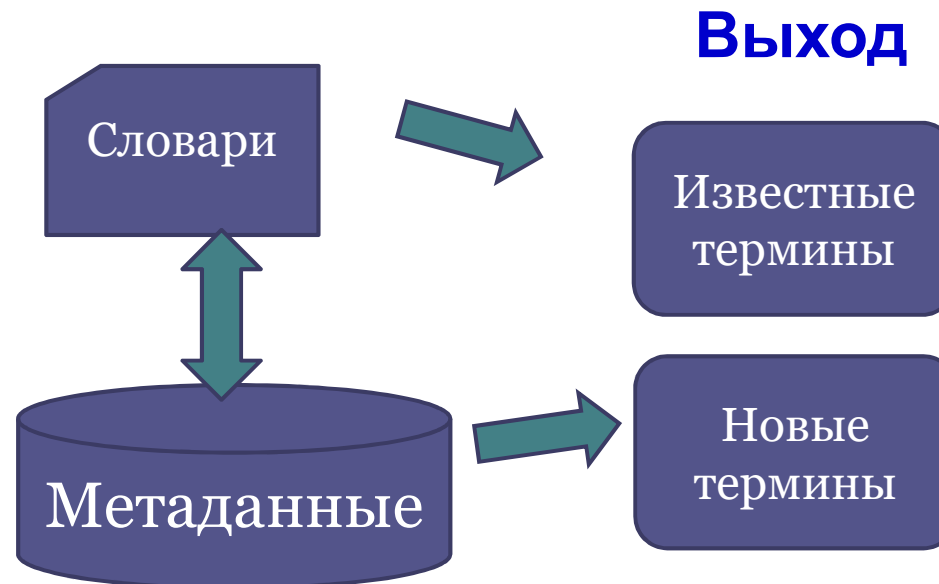 Выход
Словари
Известные
термины
Новые
термины
Метаданные